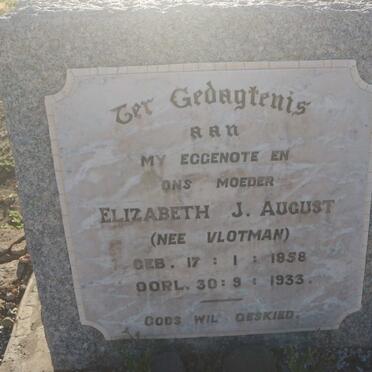 Ter Gedagtenis
aan
MY EGGENOTE EN
ONS MOEDER
ELIZABETH J. AUGUST
(NEE VLOTMAN)
GEB. 17 : 1 : 1858
OORL. 30 : 9 : 1933.
GODS WIL GESKIED.